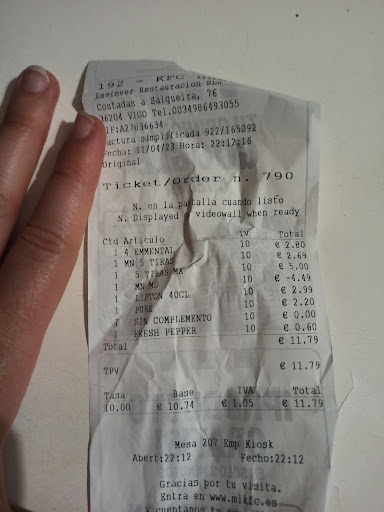 192 - KFC
Restauracion SLU
Coutadas a Salgueira, 76
36204 VIGO Tel.0034986493055
CIF:A27036634
Factura simplificada 922/165092
Fecha: 11/04/23 Hora: 22:12:16
Original
Ticket/Order n. 790
N. en la pantalla cuando listo
N. Displayed videowall when ready
Ctd Articulo IV Total
1 4 EMMENTAL 10 € 2.80
1 MN 5 TIRAS 10 € 2.69
1 5 TIRAS MX 10 € 5.00
1 MN MD 10 € -4.49
1 LIPTON 40CL 10 € 2.99
1 PURE 10 € 2.20
1 SIN COMPLEMENTO 10 € 0.00
1 FRESH PEPPER 10 € 0.60
Total € 11.79
TPV € 11.79
Tasa Base IVA Total
10.00 € 10.74 € 1.05 € 11.79
Mesa 207 Emp Kiosk
Abert:22:12 Fecho:22:12
Gracias por tu visita.
Entra en www.mikfc.es
Y cuentanos tu